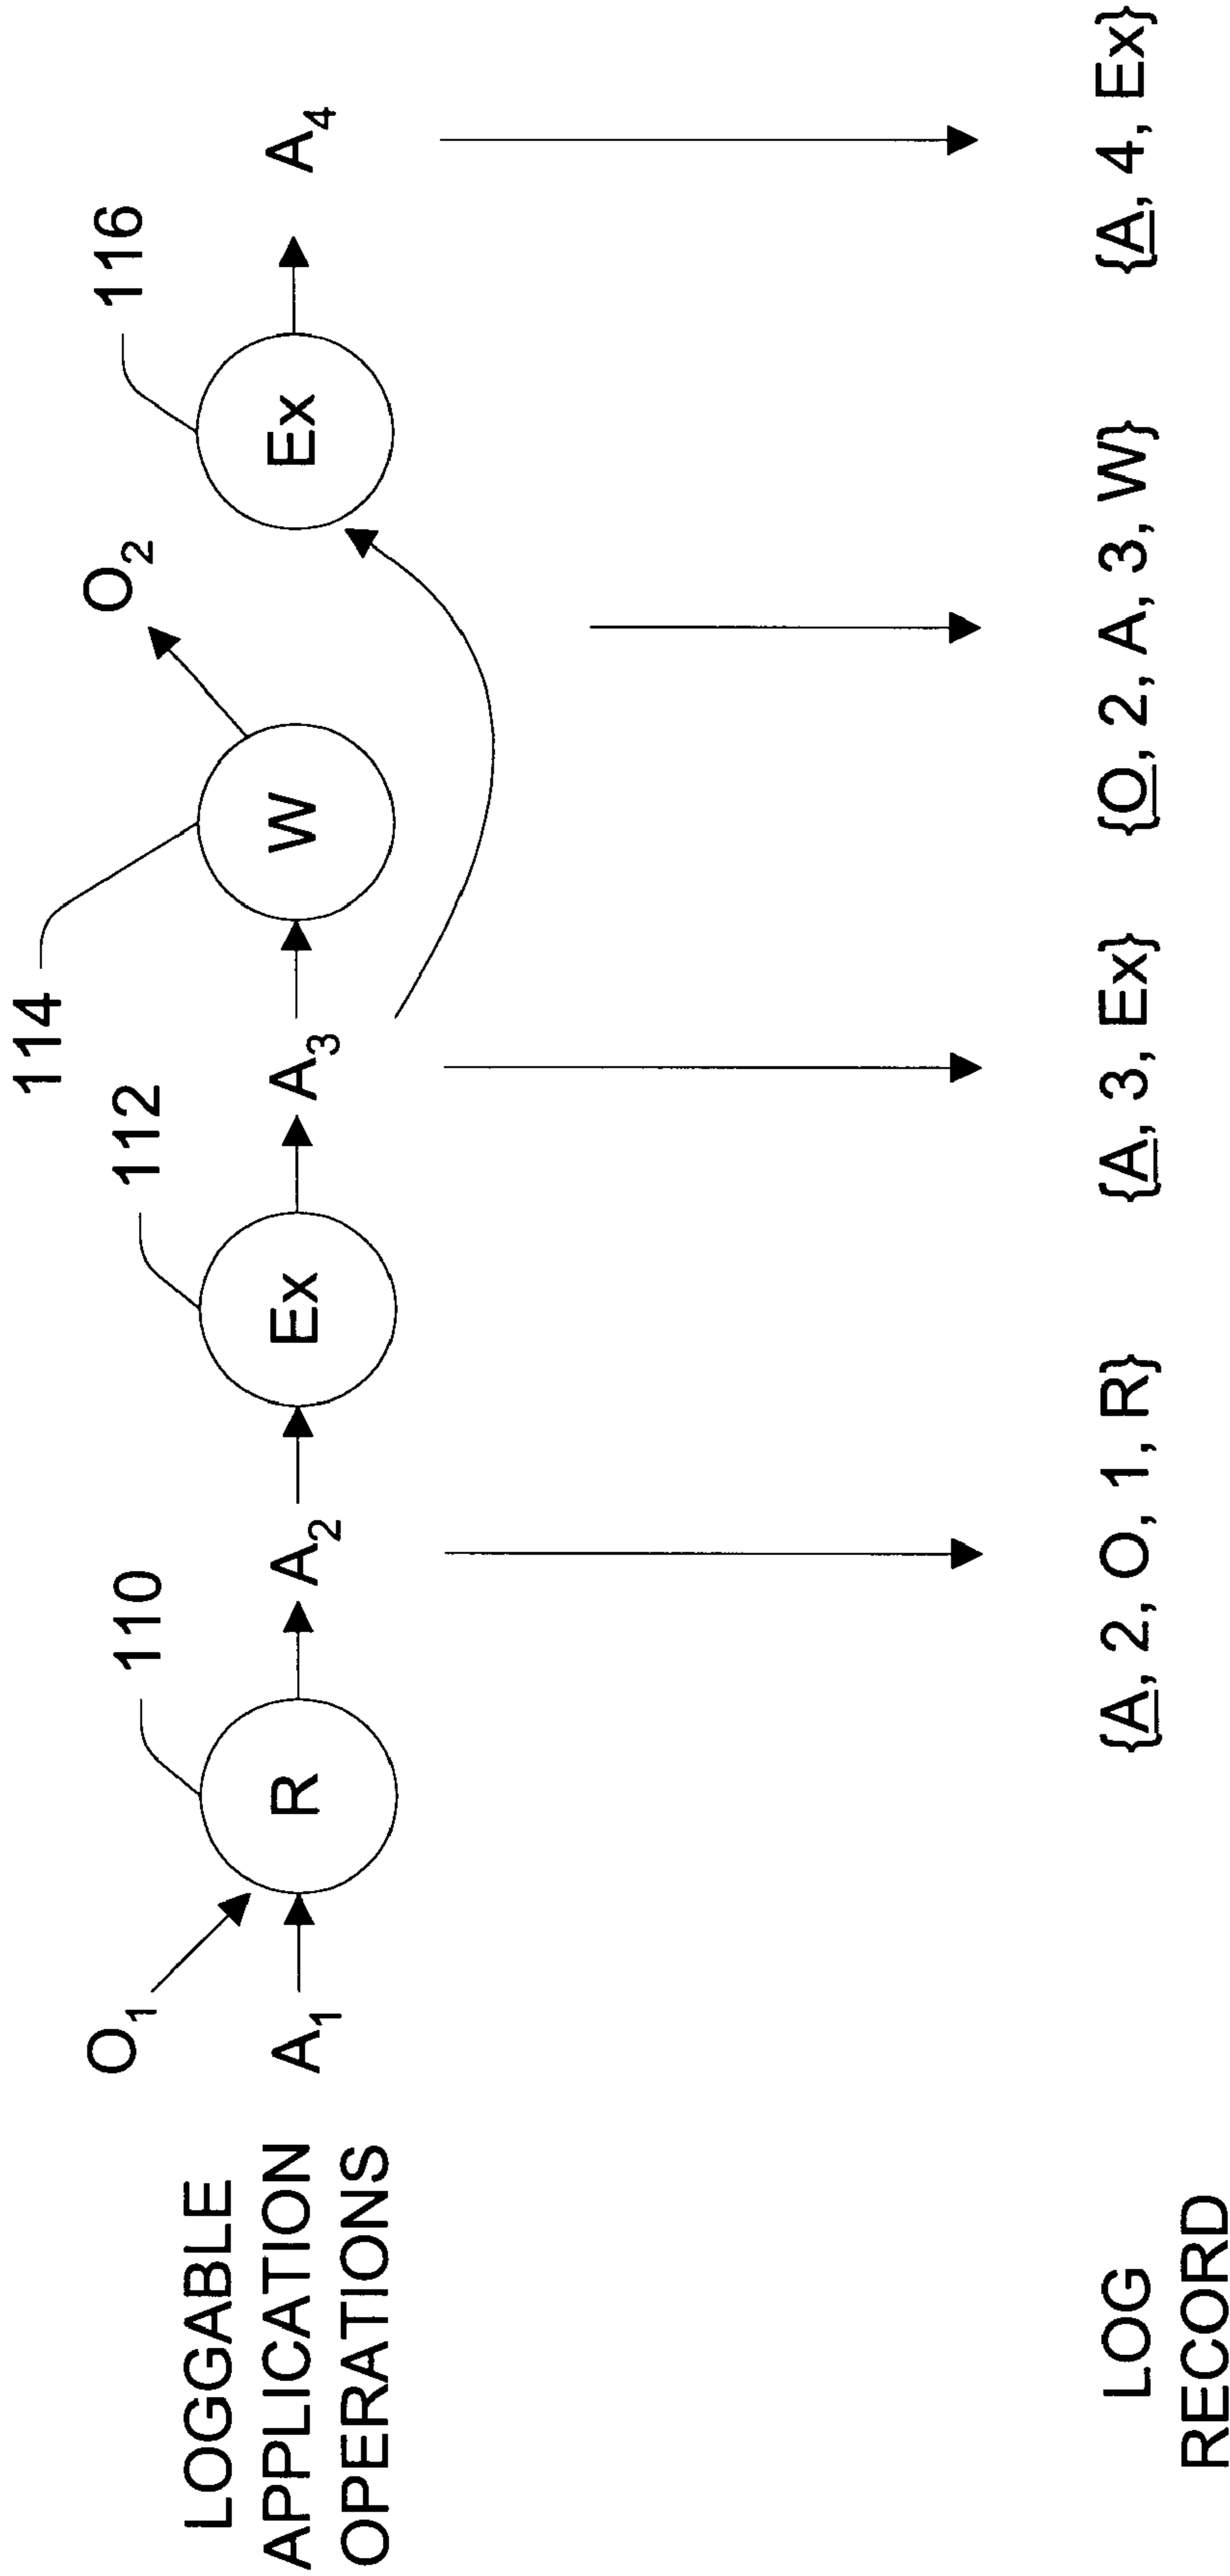 114
112
116
110
O₁
O₂
LOGGABLE
APPLICATION
OPERATIONS
A₁
R
A₂
Ex
A₃
W
Ex
A₄
LOG
RECORD
{A, 2, O, 1, R}
{A, 3, Ex}
{O, 2, A, 3, W}
{A, 4, Ex}